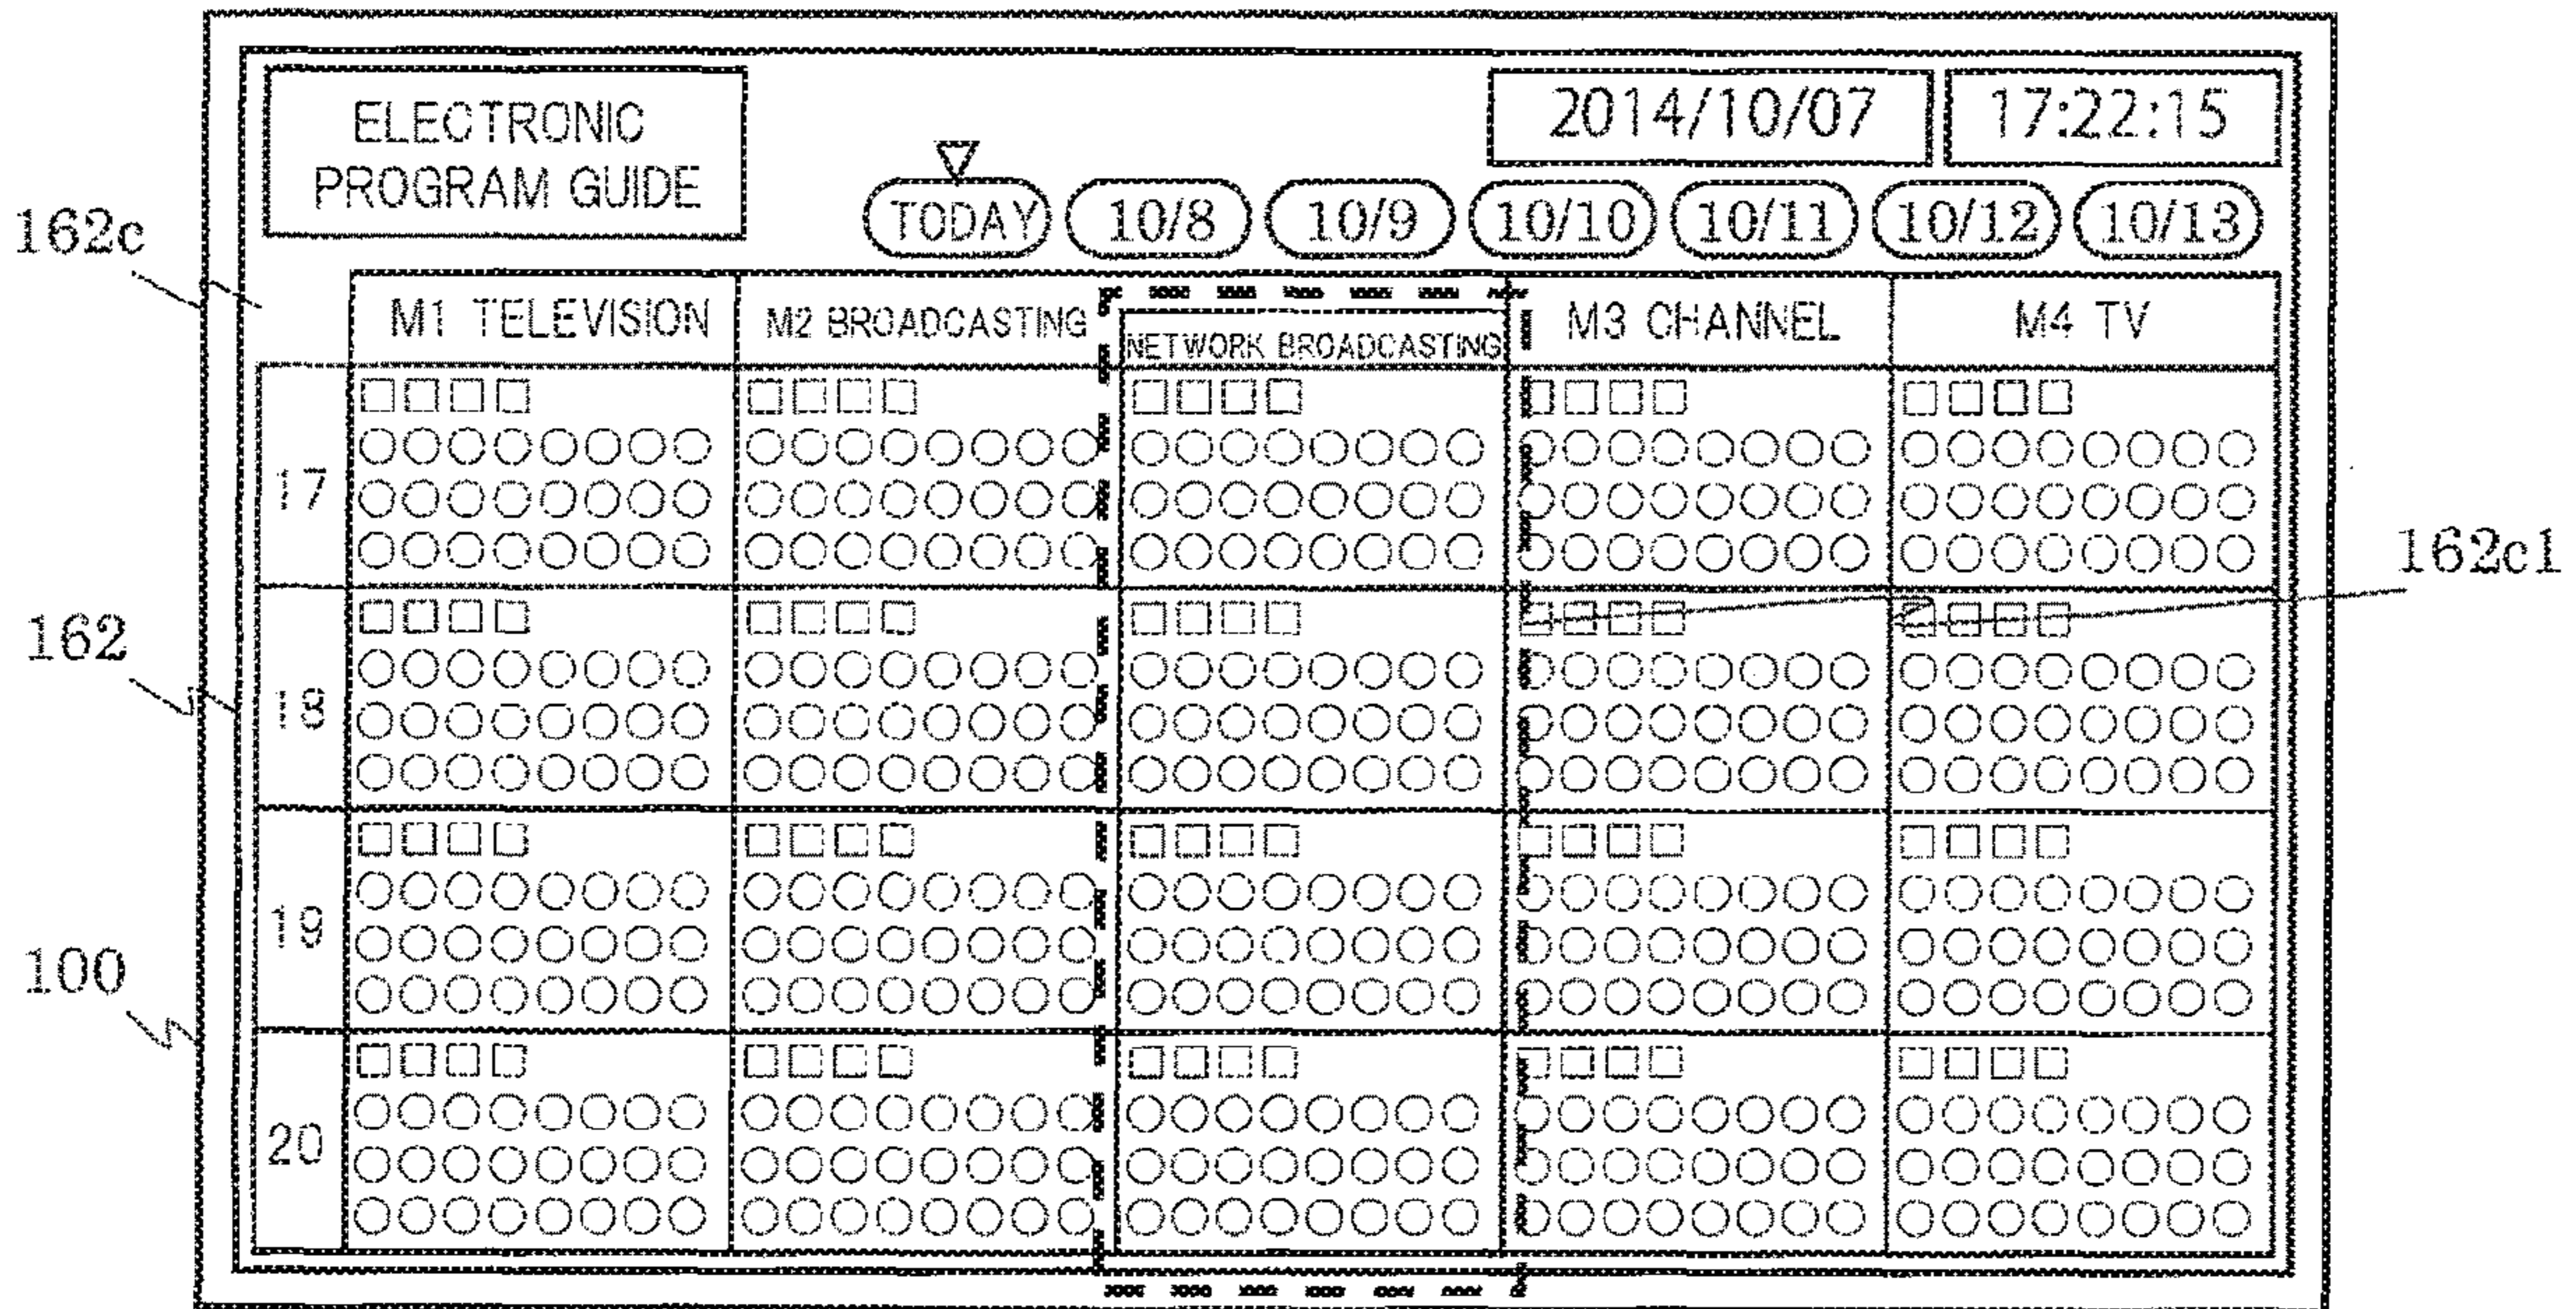 ELECTRONIC
PROGRAM GUIDE
2014/10/07
17:22:15
TODAY 10/8 10/9 10/10 10/11 10/12 10/13
162c
M1 TELEVISION
M2 BROADCASTING
NETWORK BROADCASTING
M3 CHANNEL
M4 TV
□□□□ □□□□ □□□□ □□□□ □□□□
○○○○○○○○ ○○○○○○○○ ○○○○○○○○ ○○○○○○○○ ○○○○○○○○
17 ○○○○○○○○ ○○○○○○○○ ○○○○○○○○ ○○○○○○○○ ○○○○○○○○
○○○○○○○○ ○○○○○○○○ ○○○○○○○○ ○○○○○○○○ ○○○○○○○○
162c1
□□□□ □□□□ □□□□ □□□□ □□□□
162
○○○○○○○○ ○○○○○○○○ ○○○○○○○○ ○○○○○○○○ ○○○○○○○○
18 ○○○○○○○○ ○○○○○○○○ ○○○○○○○○ ○○○○○○○○ ○○○○○○○○
○○○○○○○○ ○○○○○○○○ ○○○○○○○○ ○○○○○○○○ ○○○○○○○○
□□□□ □□□□ □□□□ □□□□ □□□□
○○○○○○○○ ○○○○○○○○ ○○○○○○○○ ○○○○○○○○ ○○○○○○○○
19 ○○○○○○○○ ○○○○○○○○ ○○○○○○○○ ○○○○○○○○ ○○○○○○○○
100
○○○○○○○○ ○○○○○○○○ ○○○○○○○○ ○○○○○○○○ ○○○○○○○○
□□□□ □□□□ □□□□ □□□□ □□□□
○○○○○○○○ ○○○○○○○○ ○○○○○○○○ ○○○○○○○○ ○○○○○○○○
20 ○○○○○○○○ ○○○○○○○○ ○○○○○○○○ ○○○○○○○○ ○○○○○○○○
○○○○○○○○ ○○○○○○○○ ○○○○○○○○ ○○○○○○○○ ○○○○○○○○